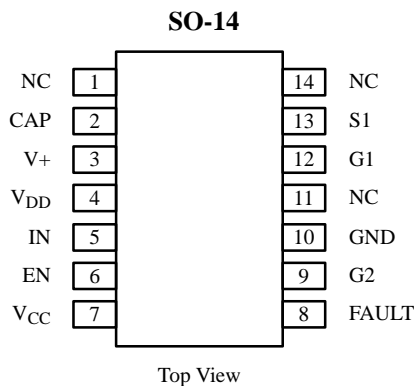 SO-14
NC 1 14 NC
CAP 2 13 S1
V+ 3 12 G1
VDD 4 11 NC
IN 5 10 GND
EN 6 9 G2
VCC 7 8 FAULT
Top View